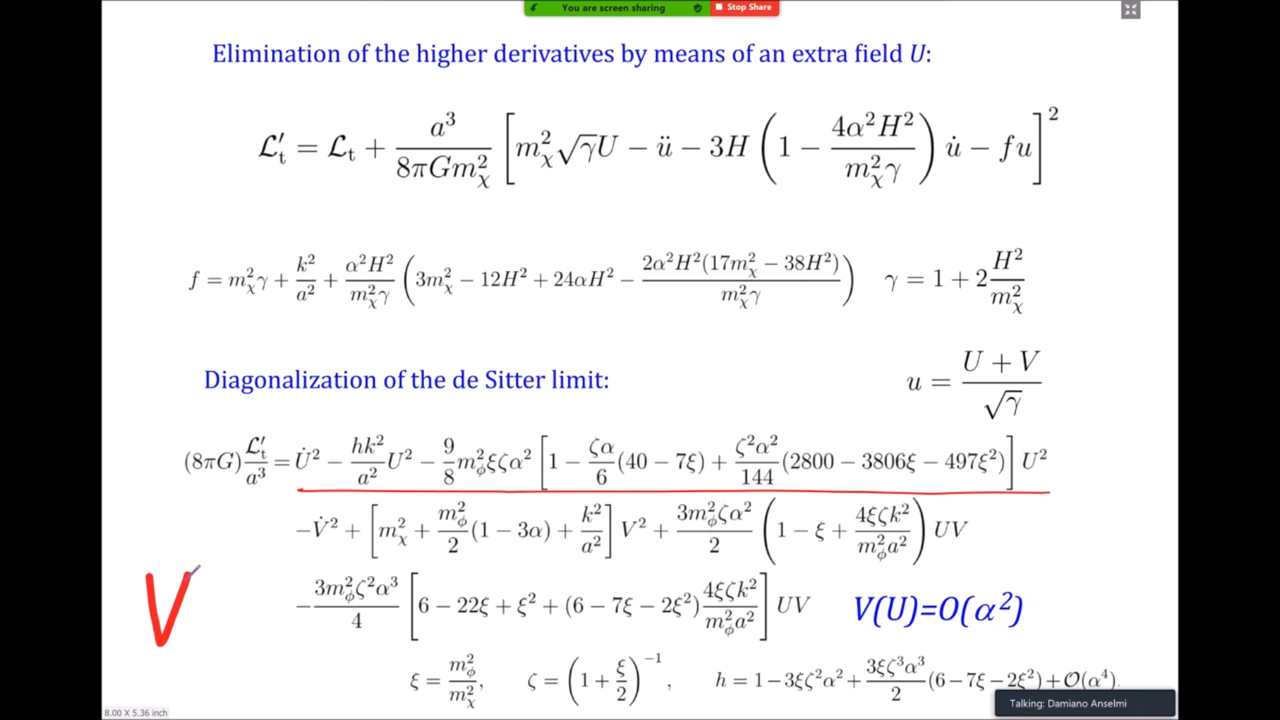 You are screen sharing Stop Share
Elimination of the higher derivatives by means of an extra field U:
ℒ′ₜ = ℒₜ + a³/(8πGm_χ²) [m_χ²√γU − ü − 3H (1 − 4α²H²/(m_χ²γ)) u̇ − fu]²
f = m_χ²γ + k²/a² + α²H²/(m_χ²γ) (3m_χ² − 12H² + 24αH² − 2α²H²(17m_χ² − 38H²)/(m_χ²γ)) γ = 1 + 2 H²/m_χ²
Diagonalization of the de Sitter limit: u = (U + V)/√γ
(8πG) ℒ′ₜ/a³ = U̇² − hk²/a² U² − 9/8 m_ϕ²ξζα² [1 − ζα/6 (40 − 7ξ) + ζ²α²/144 (2800 − 3806ξ − 497ξ²)] U²
−V̇² + [m_χ² + m_ϕ²/2 (1 − 3α) + k²/a²] V² + 3m_ϕ²ζα²/2 (1 − ξ + 4ξζk²/(m_ϕ²a²)) UV
−3m_ϕ²ζ²α³/4 [6 − 22ξ + ξ² + (6 − 7ξ − 2ξ²) 4ξζk²/(m_ϕ²a²)] UV V(U)=O(α²)
V
ξ = m_ϕ²/m_χ², ζ = (1 + ξ/2)⁻¹, h = 1 − 3ξζ²α² + 3ξζ³α³/2 (6 − 7ξ − 2ξ²) + 𝒪(α⁴)
Talking: Damiano Anselmi
8.00 X 5.36 inch